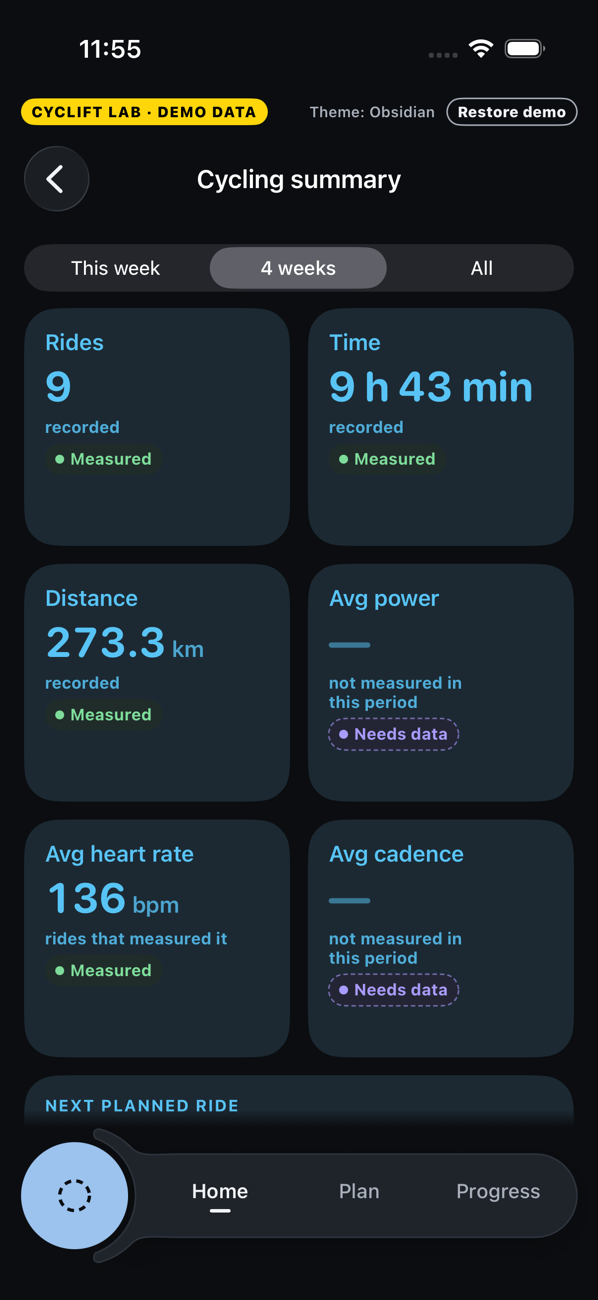 11:55
CYCLIFT LAB · DEMO DATA
Theme: Obsidian
Restore demo
Cycling summary
This week
4 weeks
All
Rides
9
recorded
Measured
Time
9 h 43 min
recorded
Measured
Distance
273.3 km
recorded
Measured
Avg power
—
not measured in
this period
Needs data
Avg heart rate
136 bpm
rides that measured it
Measured
Avg cadence
—
not measured in
this period
Needs data
NEXT PLANNED RIDE
Home
Plan
Progress